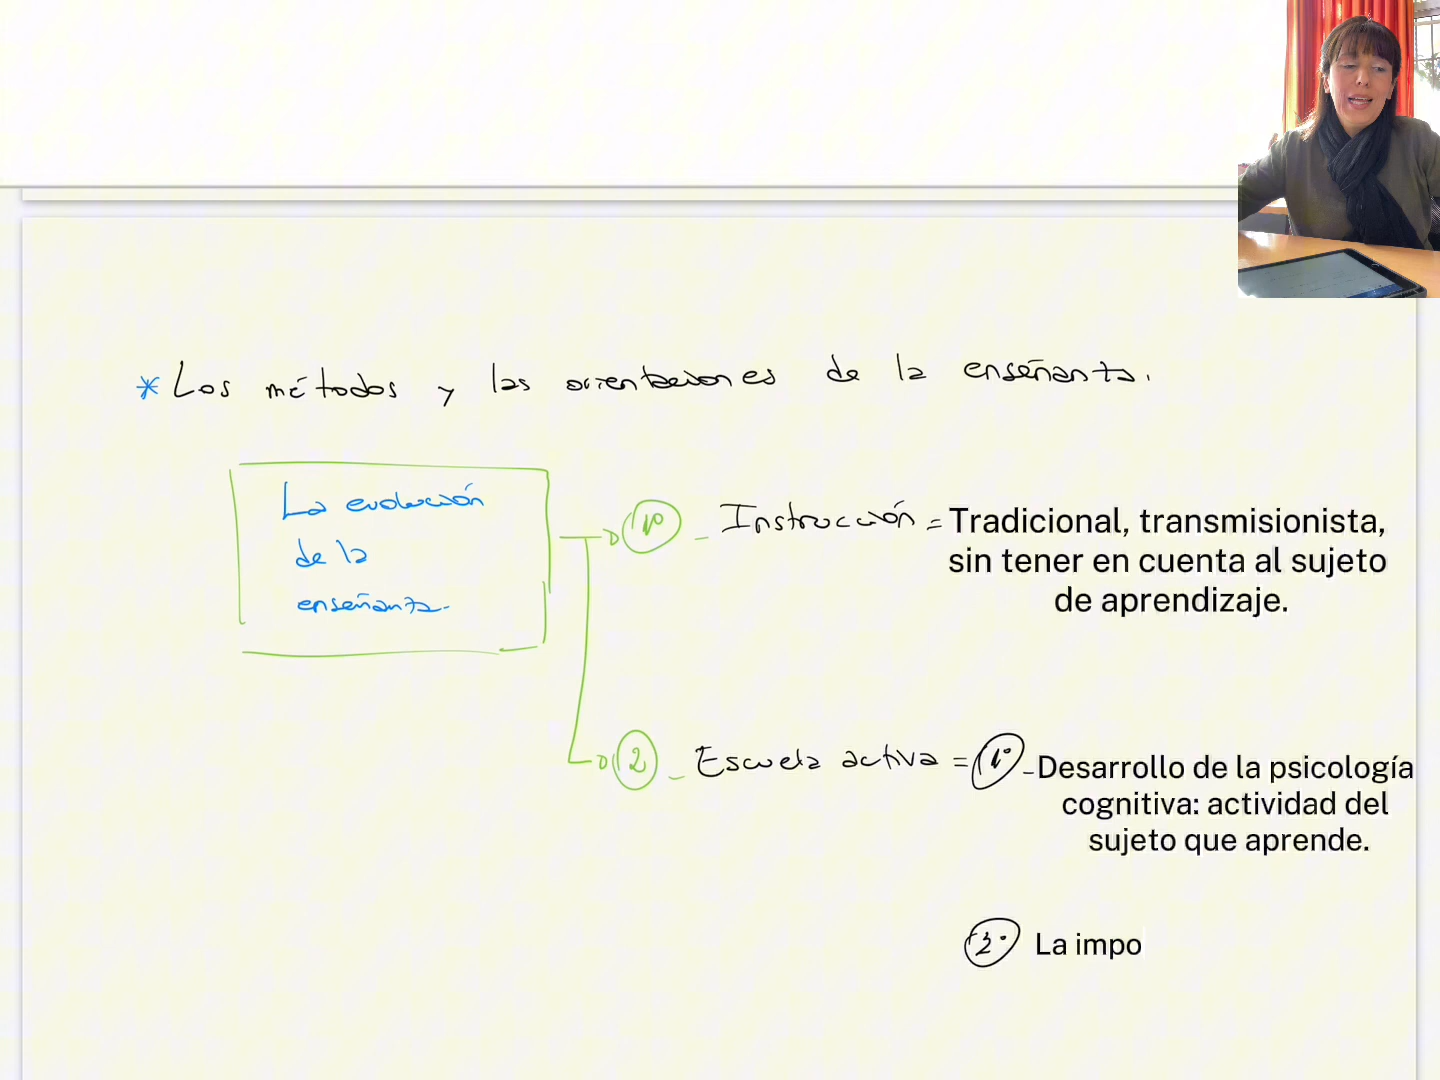 * Los métodos y las orientaciones de la enseñanza.
La evolución
de la
enseñanza.
1º - Instrucción = Tradicional, transmisionista,
sin tener en cuenta al sujeto
de aprendizaje.
2 - Escuela activa = 1º - Desarrollo de la psicología
cognitiva: actividad del
sujeto que aprende.
2º La impo